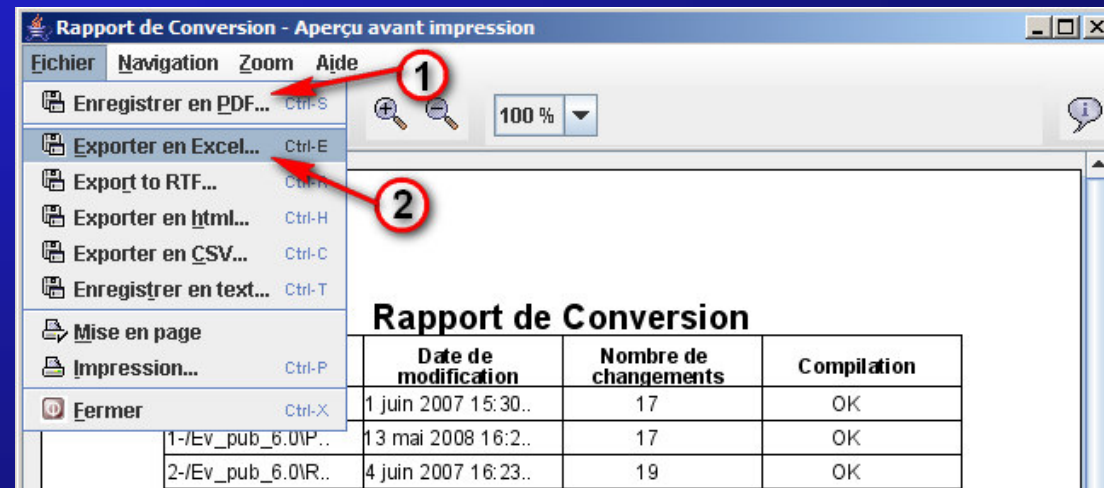 Rapport de Conversion - Aperçu avant impression
Fichier Navigation Zoom Aide
1
Enregistrer en PDF... Ctrl-S
100 %
Exporter en Excel... Ctrl-E
Export to RTF...
2
Exporter en html... Ctrl-H
Exporter en CSV... Ctrl-C
Enregistrer en text... Ctrl-T
Mise en page
Impression... Ctrl-P
Fermer Ctrl-X
Rapport de Conversion
Date de modification Nombre de changements Compilation
1 juin 2007 15:30.. 17 OK
1-/Ev_pub_6.0\P.. 13 mai 2008 16:2.. 17 OK
2-/Ev_pub_6.0\R.. 4 juin 2007 16:23.. 19 OK